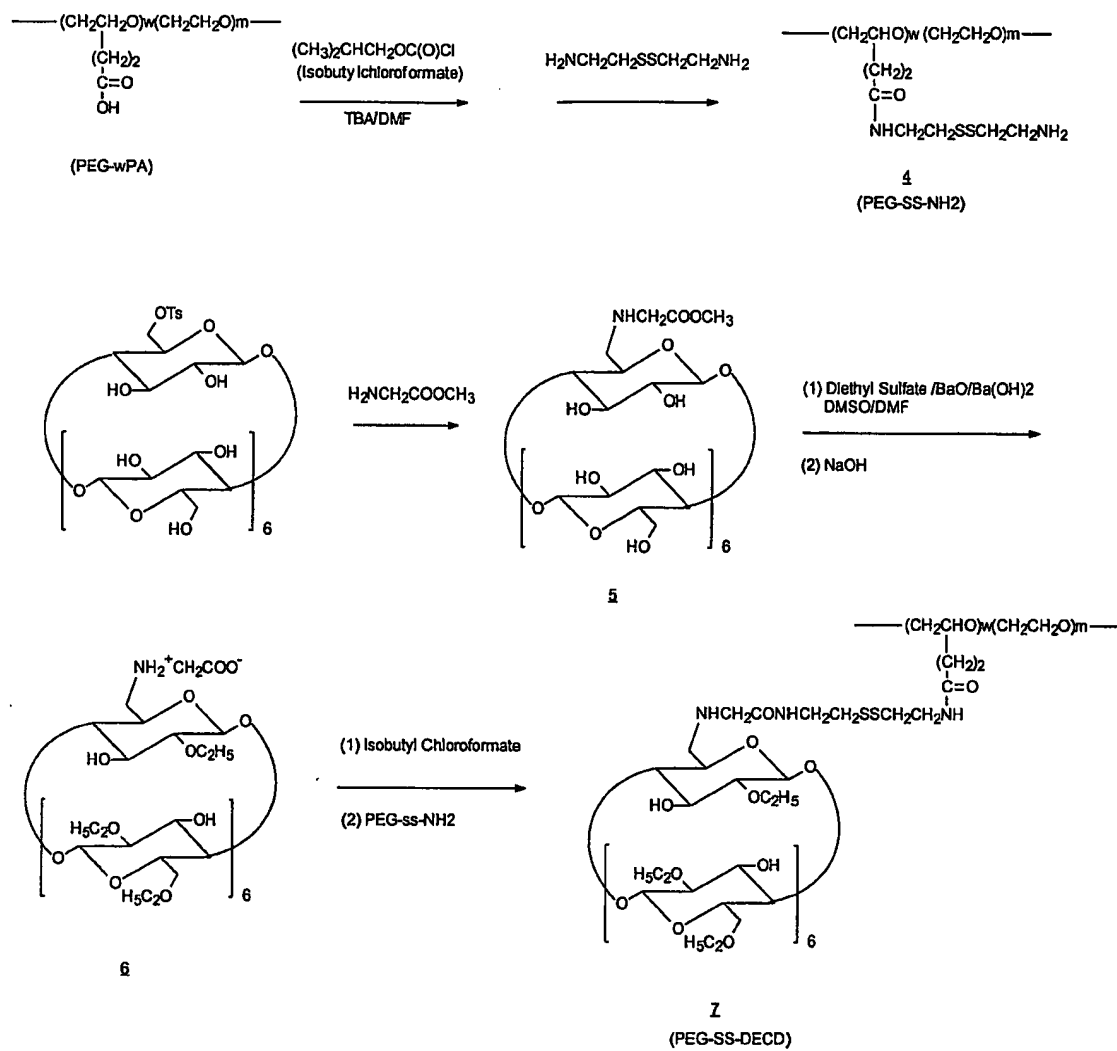 (CH2CH2O)w(CH2CH2O)m
(CH2)2
C=O
OH
(PEG-wPA)
(CH3)2CHCH2OC(O)Cl
(Isobutylchloroformate)
TBA/DMF
H2NCH2CH2SSCH2CH2NH2
(CH2CHO)w(CH2CH2O)m
(CH2)2
C=O
NHCH2CH2SSCH2CH2NH2
4
(PEG-SS-NH2)
OTs
O
O
HO
OH
HO
OH
O
O
HO
6
H2NCH2COOCH3
NHCH2COOCH3
O
O
HO
OH
HO
OH
O
O
HO
6
5
(1) Diethyl Sulfate /BaO/Ba(OH)2
DMSO/DMF
(2) NaOH
NH2+CH2COO-
O
O
HO
OC2H5
H5C2O
OH
O
O
H5C2O
6
6
(1) Isobutyl Chloroformate
(2) PEG-ss-NH2
(CH2CHO)w(CH2CH2O)m
(CH2)2
C=O
NHCH2CONHCH2CH2SSCH2CH2NH
O
O
HO
OC2H5
H5C2O
OH
O
O
H5C2O
6
7
(PEG-SS-DECD)